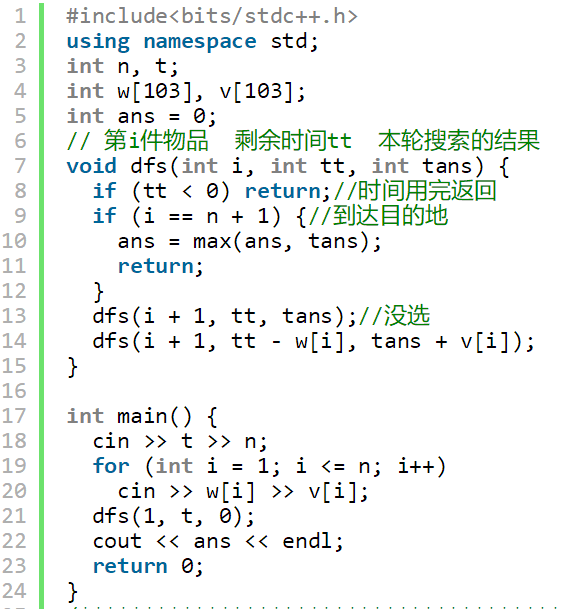 1 #include<bits/stdc++.h>
2 using namespace std;
3 int n, t;
4 int w[103], v[103];
5 int ans = 0;
6 // 第i件物品  剩余时间tt  本轮搜索的结果
7 void dfs(int i, int tt, int tans) {
8   if (tt < 0) return;//时间用完返回
9   if (i == n + 1) {//到达目的地
10     ans = max(ans, tans);
11     return;
12   }
13   dfs(i + 1, tt, tans);//没选
14   dfs(i + 1, tt - w[i], tans + v[i]);
15 }
16
17 int main() {
18   cin >> t >> n;
19   for (int i = 1; i <= n; i++)
20     cin >> w[i] >> v[i];
21   dfs(1, t, 0);
22   cout << ans << endl;
23   return 0;
24 }